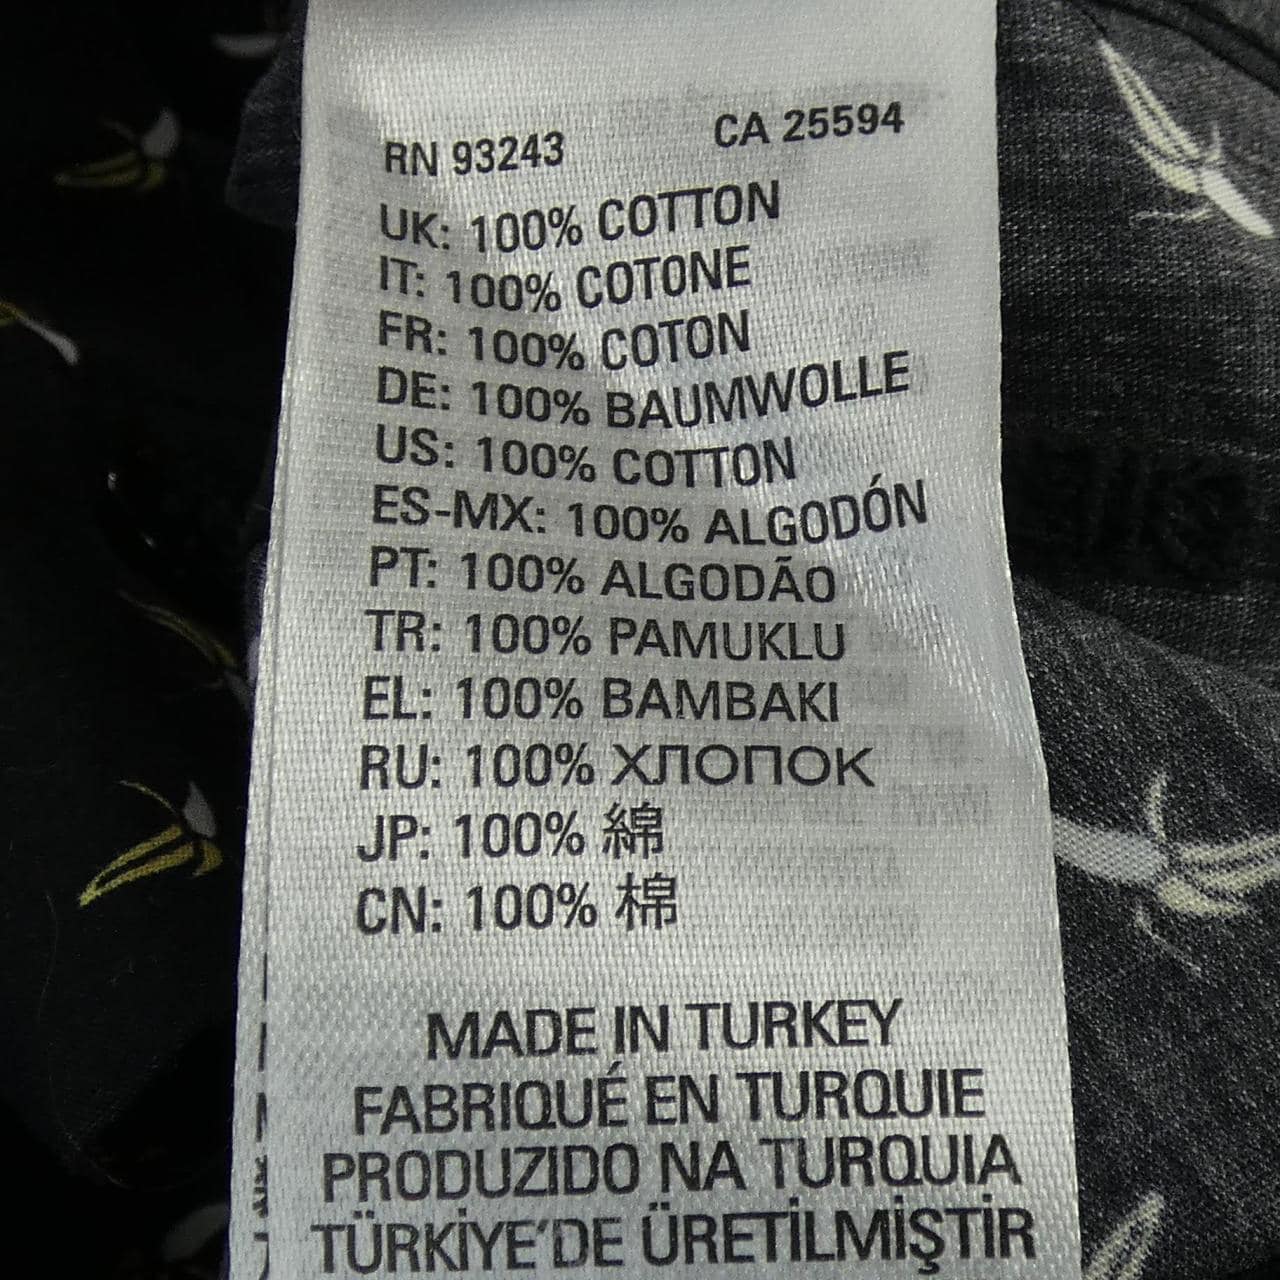 RN 93243 CA 25594
UK: 100% COTTON
IT: 100% COTONE
FR: 100% COTON
DE: 100% BAUMWOLLE
US: 100% COTTON
ES-MX: 100% ALGODÓN
PT: 100% ALGODÃO
TR: 100% PAMUKLU
EL: 100% BAMBAKI
RU: 100% ХЛОПОК
JP: 100% 綿
CN: 100% 棉
MADE IN TURKEY
FABRIQUÉ EN TURQUIE
PRODUZIDO NA TURQUIA
TÜRKİYE'DE ÜRETİLMİŞTİR